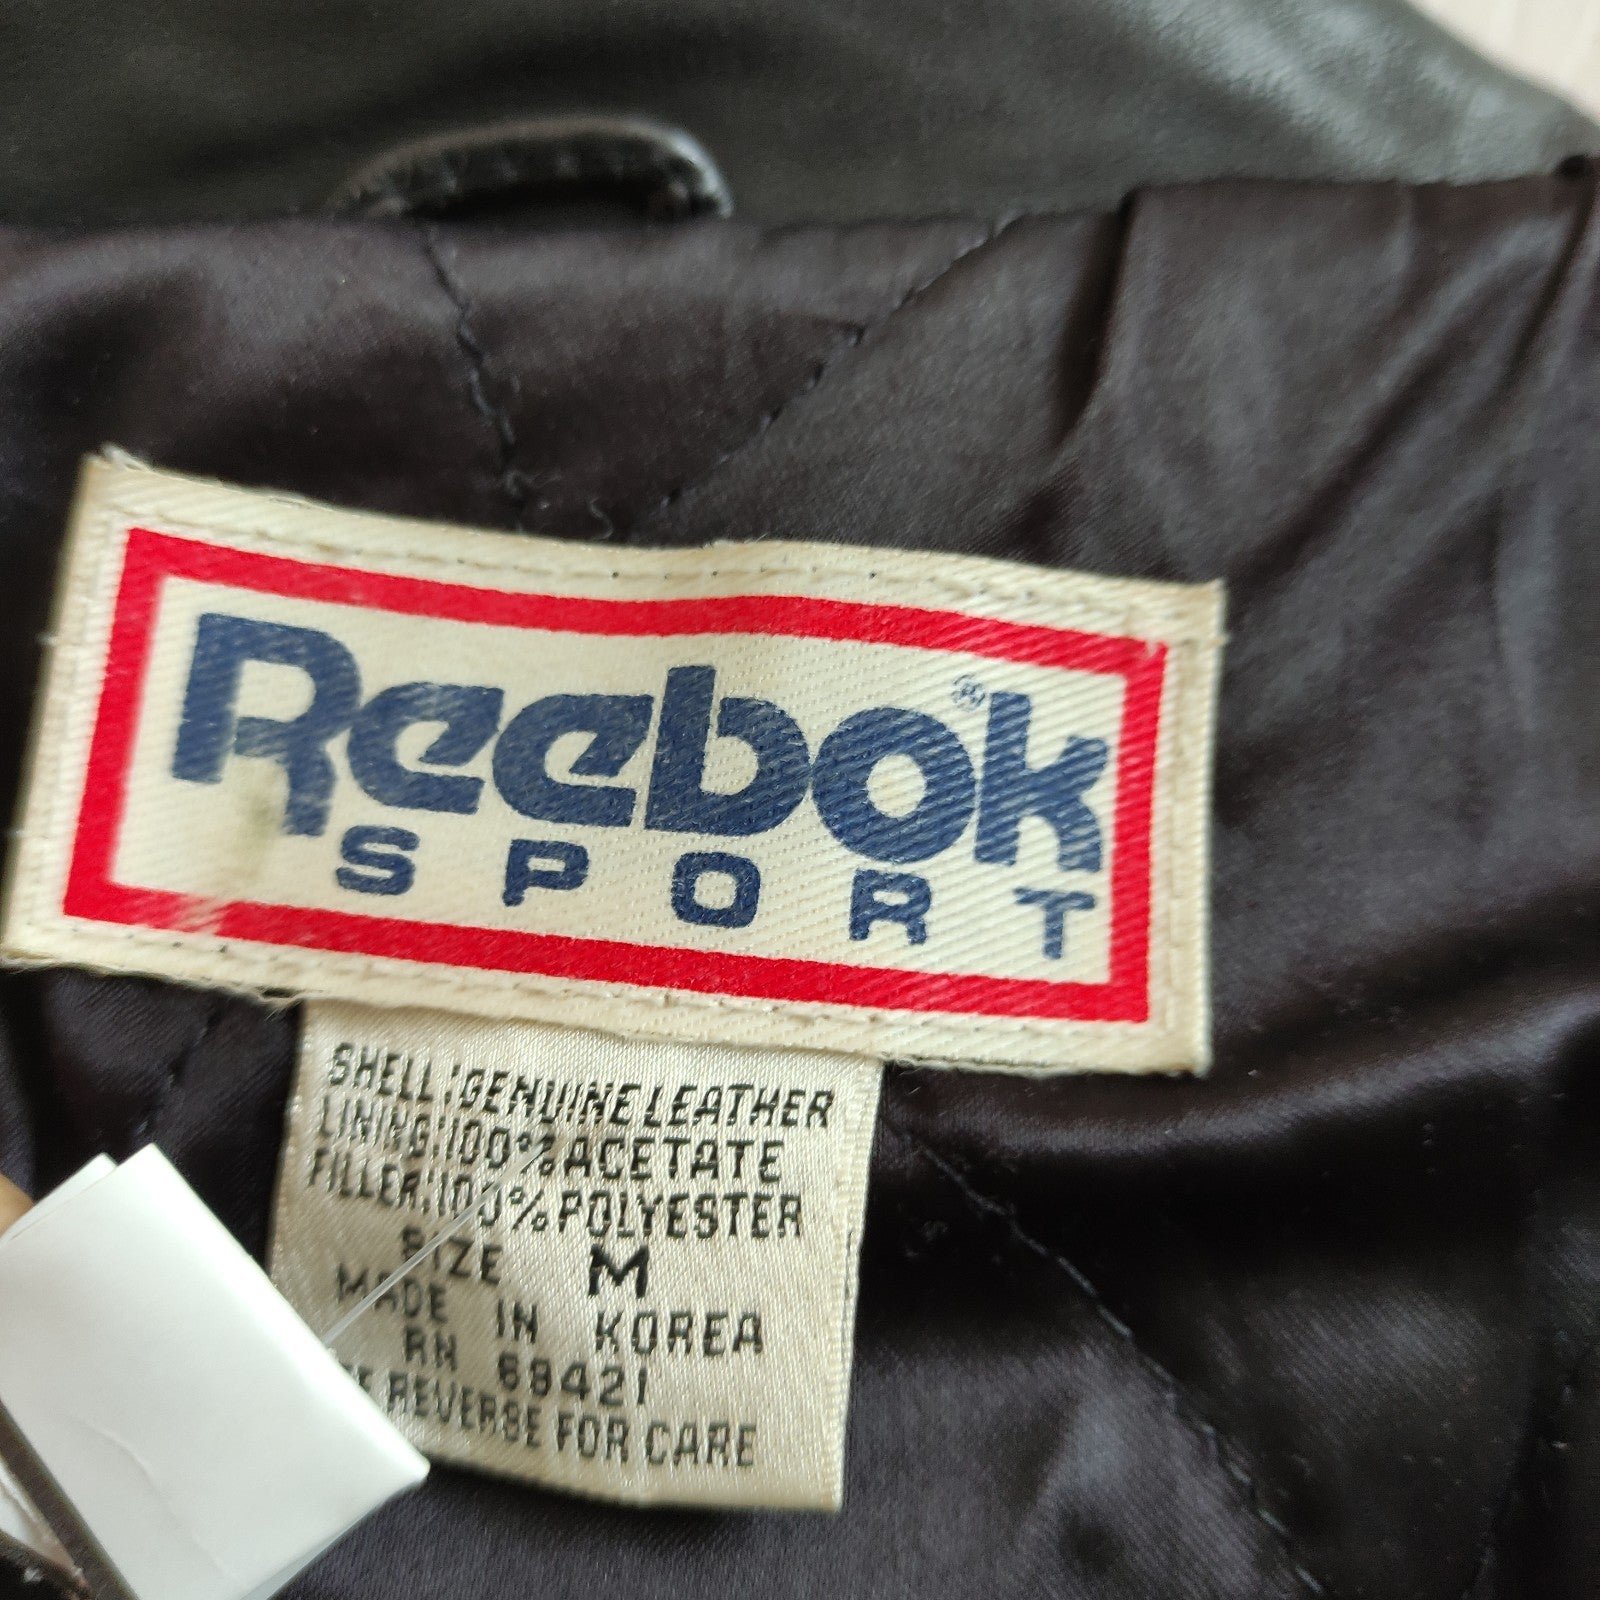 Reebok®
SPORT
SHELL:GENUINE LEATHER
LINING:100% ACETATE
FILLER:100% POLYESTER
SIZE M
MADE IN KOREA
RN 69421
REVERSE FOR CARE